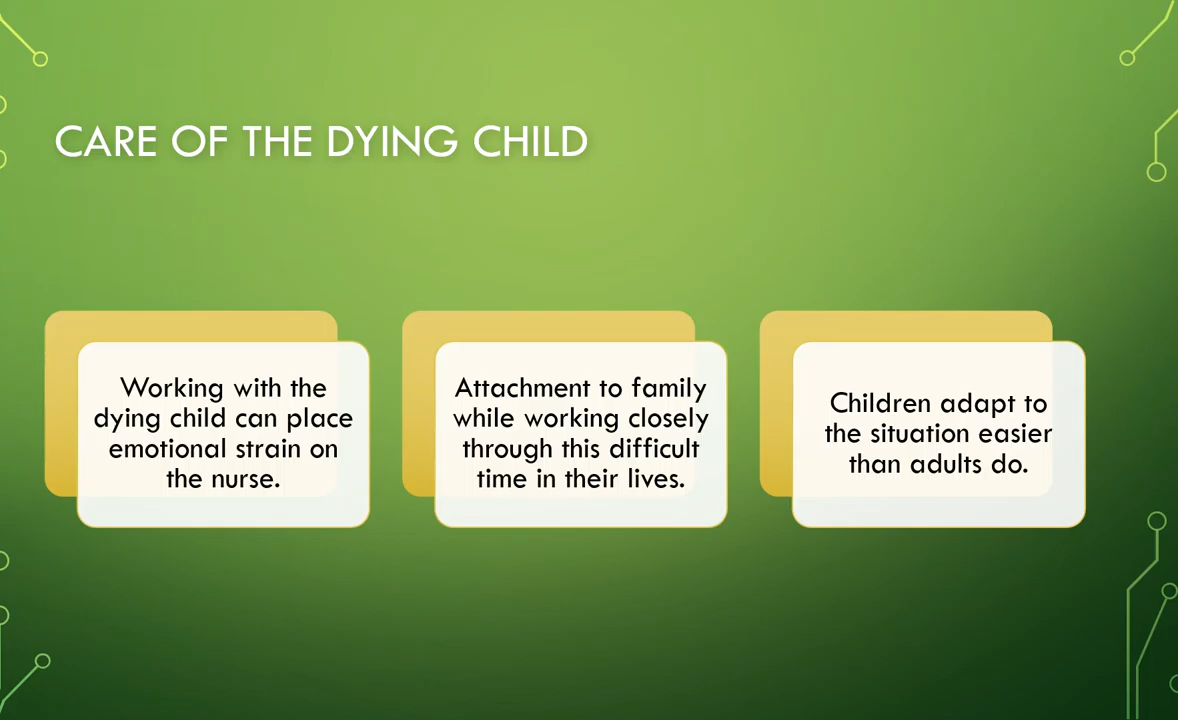 CARE OF THE DYING CHILD
Working with the
dying child can place
emotional strain on
the nurse.
Attachment to family
while working closely
through this difficult
time in their lives.
Children adapt to
the situation easier
than adults do.